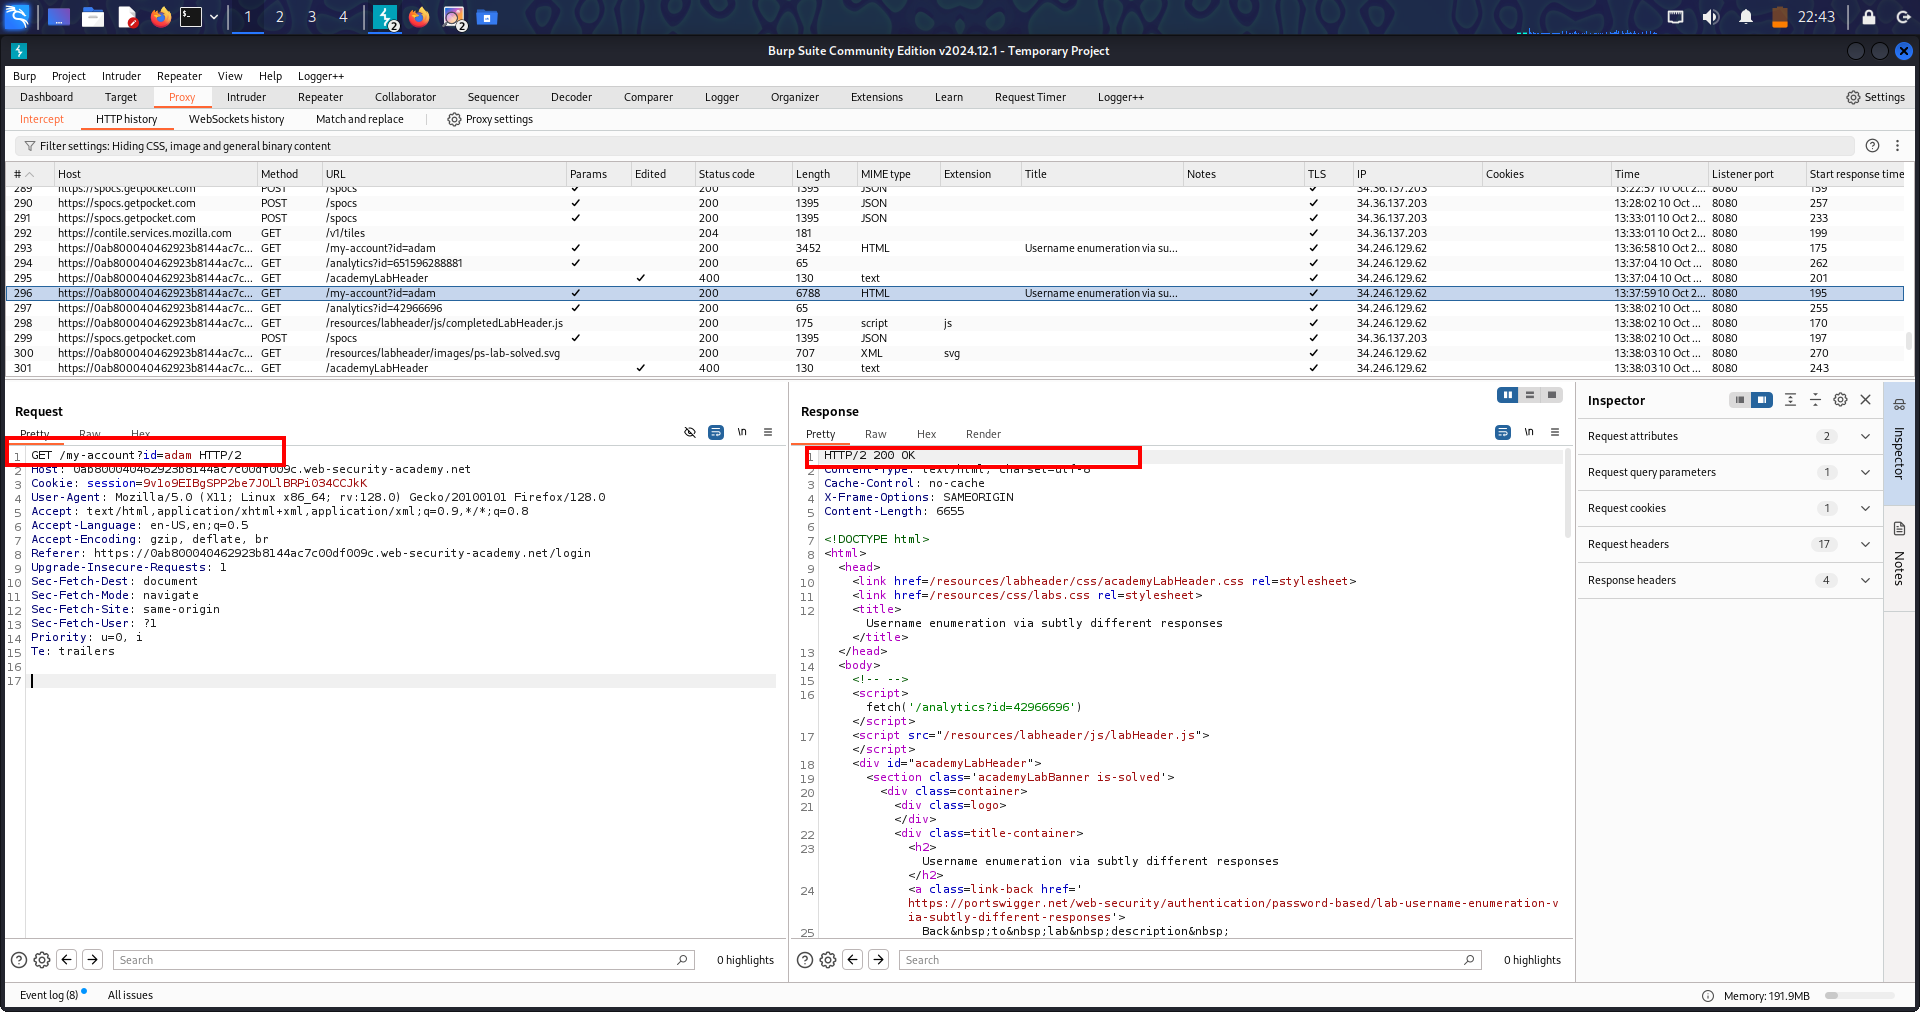 1 2 3 4 2 2 22:43
Burp Suite Community Edition v2024.12.1 - Temporary Project
Burp Project Intruder Repeater View Help Logger++
Dashboard Target Proxy Intruder Repeater Collaborator Sequencer Decoder Comparer Logger Organizer Extensions Learn Request Timer Logger++ Settings
Intercept HTTP history WebSockets history Match and replace Proxy settings
Filter settings: Hiding CSS, image and general binary content
# Host Method URL Params Edited Status code Length MIME type Extension Title Notes TLS IP Cookies Time Listener port Start response time
289 https://spocs.getpocket.com POST /spocs ✓ 200 1395 JSON ✓ 34.36.137.203 13:22:57 10 Oct 2... 8080 159
290 https://spocs.getpocket.com POST /spocs ✓ 200 1395 JSON ✓ 34.36.137.203 13:28:02 10 Oct ... 8080 257
291 https://spocs.getpocket.com POST /spocs ✓ 200 1395 JSON ✓ 34.36.137.203 13:33:01 10 Oct 2... 8080 233
292 https://contile.services.mozilla.com GET /v1/tiles 204 181 ✓ 34.36.137.203 13:33:01 10 Oct 2... 8080 199
293 https://0ab800040462923b8144ac7c... GET /my-account?id=adam ✓ 200 3452 HTML Username enumeration via su... ✓ 34.246.129.62 13:36:58 10 Oct 2... 8080 175
294 https://0ab800040462923b8144ac7c... GET /analytics?id=651596288881 ✓ 200 65 ✓ 34.246.129.62 13:37:04 10 Oct ... 8080 262
295 https://0ab800040462923b8144ac7c... GET /academyLabHeader ✓ 400 130 text ✓ 34.246.129.62 13:37:04 10 Oct ... 8080 201
296 https://0ab800040462923b8144ac7c... GET /my-account?id=adam ✓ 200 6788 HTML Username enumeration via su... ✓ 34.246.129.62 13:37:59 10 Oct 2... 8080 195
297 https://0ab800040462923b8144ac7c... GET /analytics?id=42966696 ✓ 200 65 ✓ 34.246.129.62 13:38:02 10 Oct ... 8080 255
298 https://0ab800040462923b8144ac7c... GET /resources/labheader/js/completedLabHeader.js 200 175 script js ✓ 34.246.129.62 13:38:02 10 Oct ... 8080 170
299 https://spocs.getpocket.com POST /spocs ✓ 200 1395 JSON ✓ 34.36.137.203 13:38:02 10 Oct ... 8080 197
300 https://0ab800040462923b8144ac7c... GET /resources/labheader/images/ps-lab-solved.svg 200 707 XML svg ✓ 34.246.129.62 13:38:03 10 Oct ... 8080 270
301 https://0ab800040462923b8144ac7c... GET /academyLabHeader ✓ 400 130 text ✓ 34.246.129.62 13:38:03 10 Oct ... 8080 243
Request
Pretty Raw Hex \n
1 GET /my-account?id=adam HTTP/2
2 Host: 0ab800040462923b8144ac7c00df009c.web-security-academy.net
3 Cookie: session=9v1o9EIBgSPP2be7JOLlBRPiO34CCJkK
4 User-Agent: Mozilla/5.0 (X11; Linux x86_64; rv:128.0) Gecko/20100101 Firefox/128.0
5 Accept: text/html,application/xhtml+xml,application/xml;q=0.9,*/*;q=0.8
6 Accept-Language: en-US,en;q=0.5
7 Accept-Encoding: gzip, deflate, br
8 Referer: https://0ab800040462923b8144ac7c00df009c.web-security-academy.net/login
9 Upgrade-Insecure-Requests: 1
10 Sec-Fetch-Dest: document
11 Sec-Fetch-Mode: navigate
12 Sec-Fetch-Site: same-origin
13 Sec-Fetch-User: ?1
14 Priority: u=0, i
15 Te: trailers
16
17
Search 0 highlights
Response
Pretty Raw Hex Render \n
1 HTTP/2 200 OK
2 Content-Type: text/html; charset=utf-8
3 Cache-Control: no-cache
4 X-Frame-Options: SAMEORIGIN
5 Content-Length: 6655
6
7 <!DOCTYPE html>
8 <html>
9 <head>
10 <link href=/resources/labheader/css/academyLabHeader.css rel=stylesheet>
11 <link href=/resources/css/labs.css rel=stylesheet>
12 <title>
Username enumeration via subtly different responses
</title>
13 </head>
14 <body>
15 <!-- -->
16 <script>
fetch('/analytics?id=42966696')
</script>
17 <script src="/resources/labheader/js/labHeader.js">
</script>
18 <div id="academyLabHeader">
19 <section class='academyLabBanner is-solved'>
20 <div class=container>
21 <div class=logo>
</div>
22 <div class=title-container>
23 <h2>
Username enumeration via subtly different responses
</h2>
24 <a class=link-back href='
https://portswigger.net/web-security/authentication/password-based/lab-username-enumeration-v
ia-subtly-different-responses'>
25 Back&nbsp;to&nbsp;lab&nbsp;description&nbsp;
Search 0 highlights
Inspector
Request attributes 2
Request query parameters 1
Request cookies 1
Request headers 17
Response headers 4
Inspector
Notes
Event log (8) All issues Memory: 191.9MB